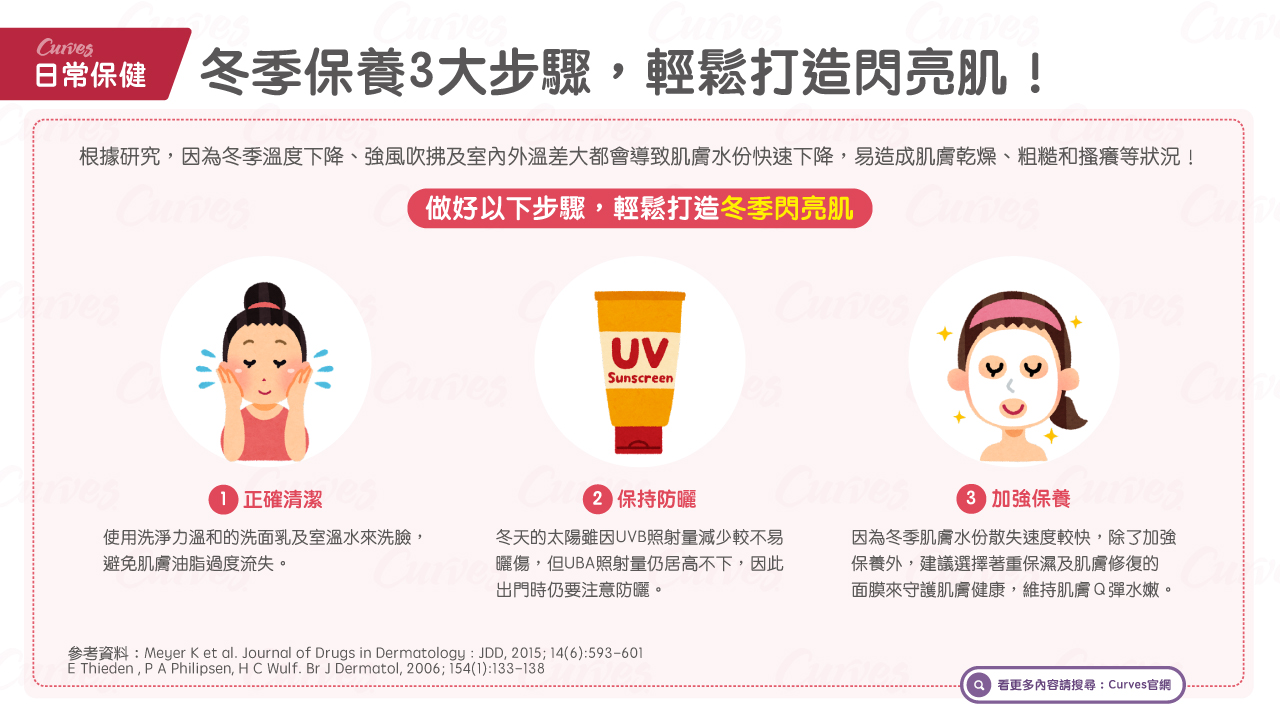 Curves
日常保健
冬季保養3大步驟，輕鬆打造閃亮肌！
根據研究，因為冬季溫度下降、強風吹拂及室內外溫差大都會導致肌膚水份快速下降，易造成肌膚乾燥、粗糙和搔癢等狀況！
做好以下步驟，輕鬆打造冬季閃亮肌
UV
Sunscreen
1 正確清潔
使用洗淨力溫和的洗面乳及室溫水來洗臉，
避免肌膚油脂過度流失。
2 保持防曬
冬天的太陽雖因UVB照射量減少較不易
曬傷，但UBA照射量仍居高不下，因此
出門時仍要注意防曬。
3 加強保養
因為冬季肌膚水份散失速度較快，除了加強
保養外，建議選擇著重保濕及肌膚修復的
面膜來守護肌膚健康，維持肌膚Q彈水嫩。
參考資料：Meyer K et al. Journal of Drugs in Dermatology : JDD, 2015; 14(6):593-601
E Thieden , P A Philipsen, H C Wulf. Br J Dermatol, 2006; 154(1):133-138
看更多內容請搜尋：Curves官網